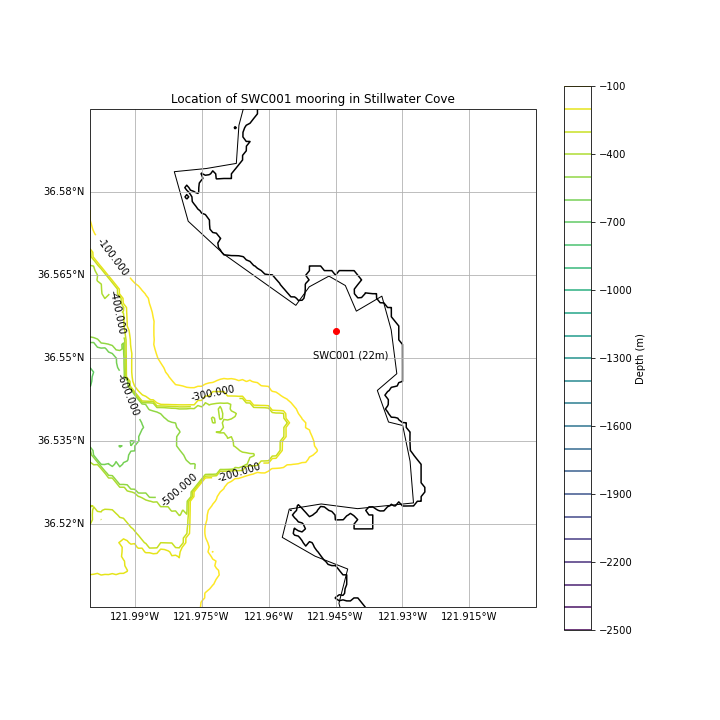 Location of SWC001 mooring in Stillwater Cove
36.58°N
36.565°N
36.55°N
36.535°N
36.52°N
-100.000
-400.000
-600.000
-300.000
-200.000
-500.000
SWC001 (22m)
121.99°W
121.975°W
121.96°W
121.945°W
121.93°W
121.915°W
−100
−400
−700
−1000
−1300
−1600
−1900
−2200
−2500
Depth (m)